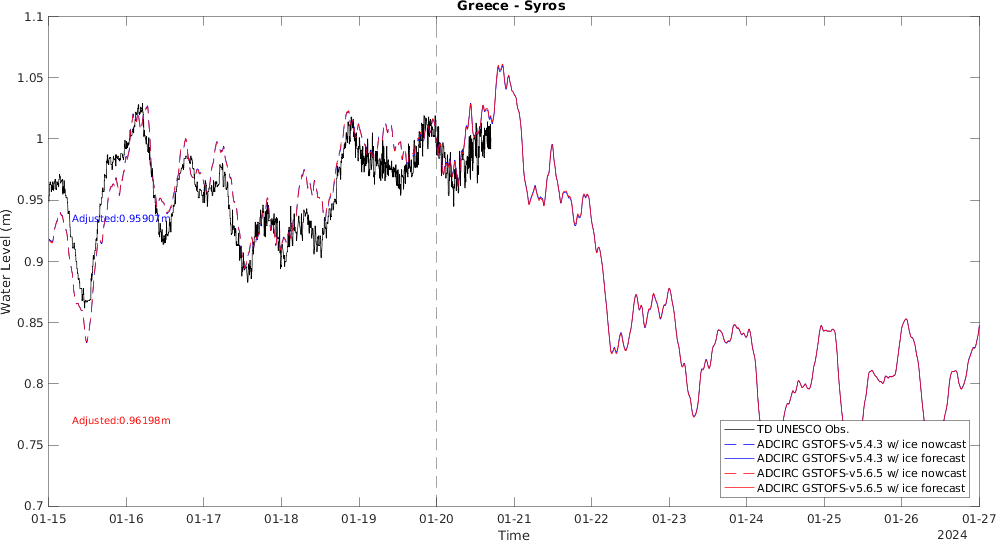 Greece - Syros
1.1
1.05
1
0.95
0.9
0.85
0.8
0.75
0.7
Water Level (m)
Adjusted:0.95907m
Adjusted:0.96198m
TD UNESCO Obs.
ADCIRC GSTOFS-v5.4.3 w/ ice nowcast
ADCIRC GSTOFS-v5.4.3 w/ ice forecast
ADCIRC GSTOFS-v5.6.5 w/ ice nowcast
ADCIRC GSTOFS-v5.6.5 w/ ice forecast
01-15 01-16 01-17 01-18 01-19 01-20 01-21 01-22 01-23 01-24 01-25 01-26 01-27
Time
2024